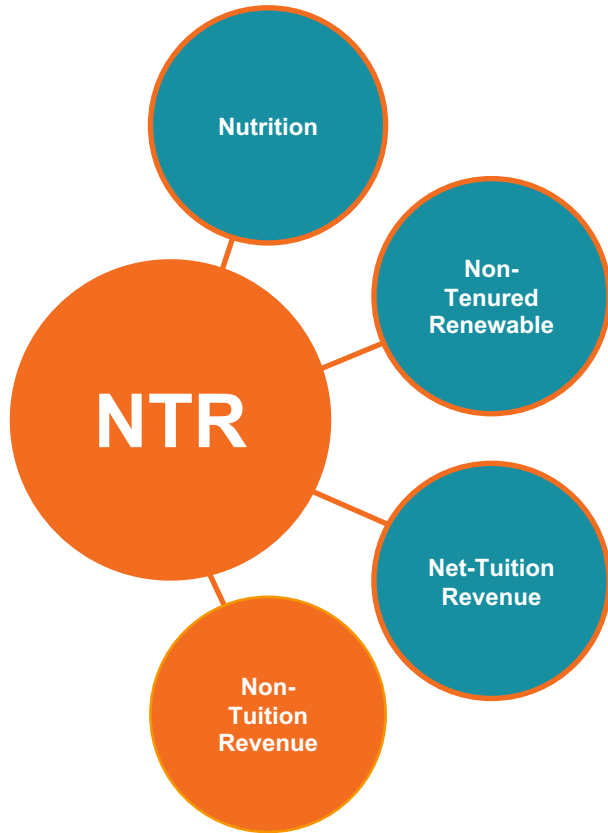 Nutrition
Non-
Tenured
Renewable
NTR
Net-Tuition
Revenue
Non-
Tuition
Revenue